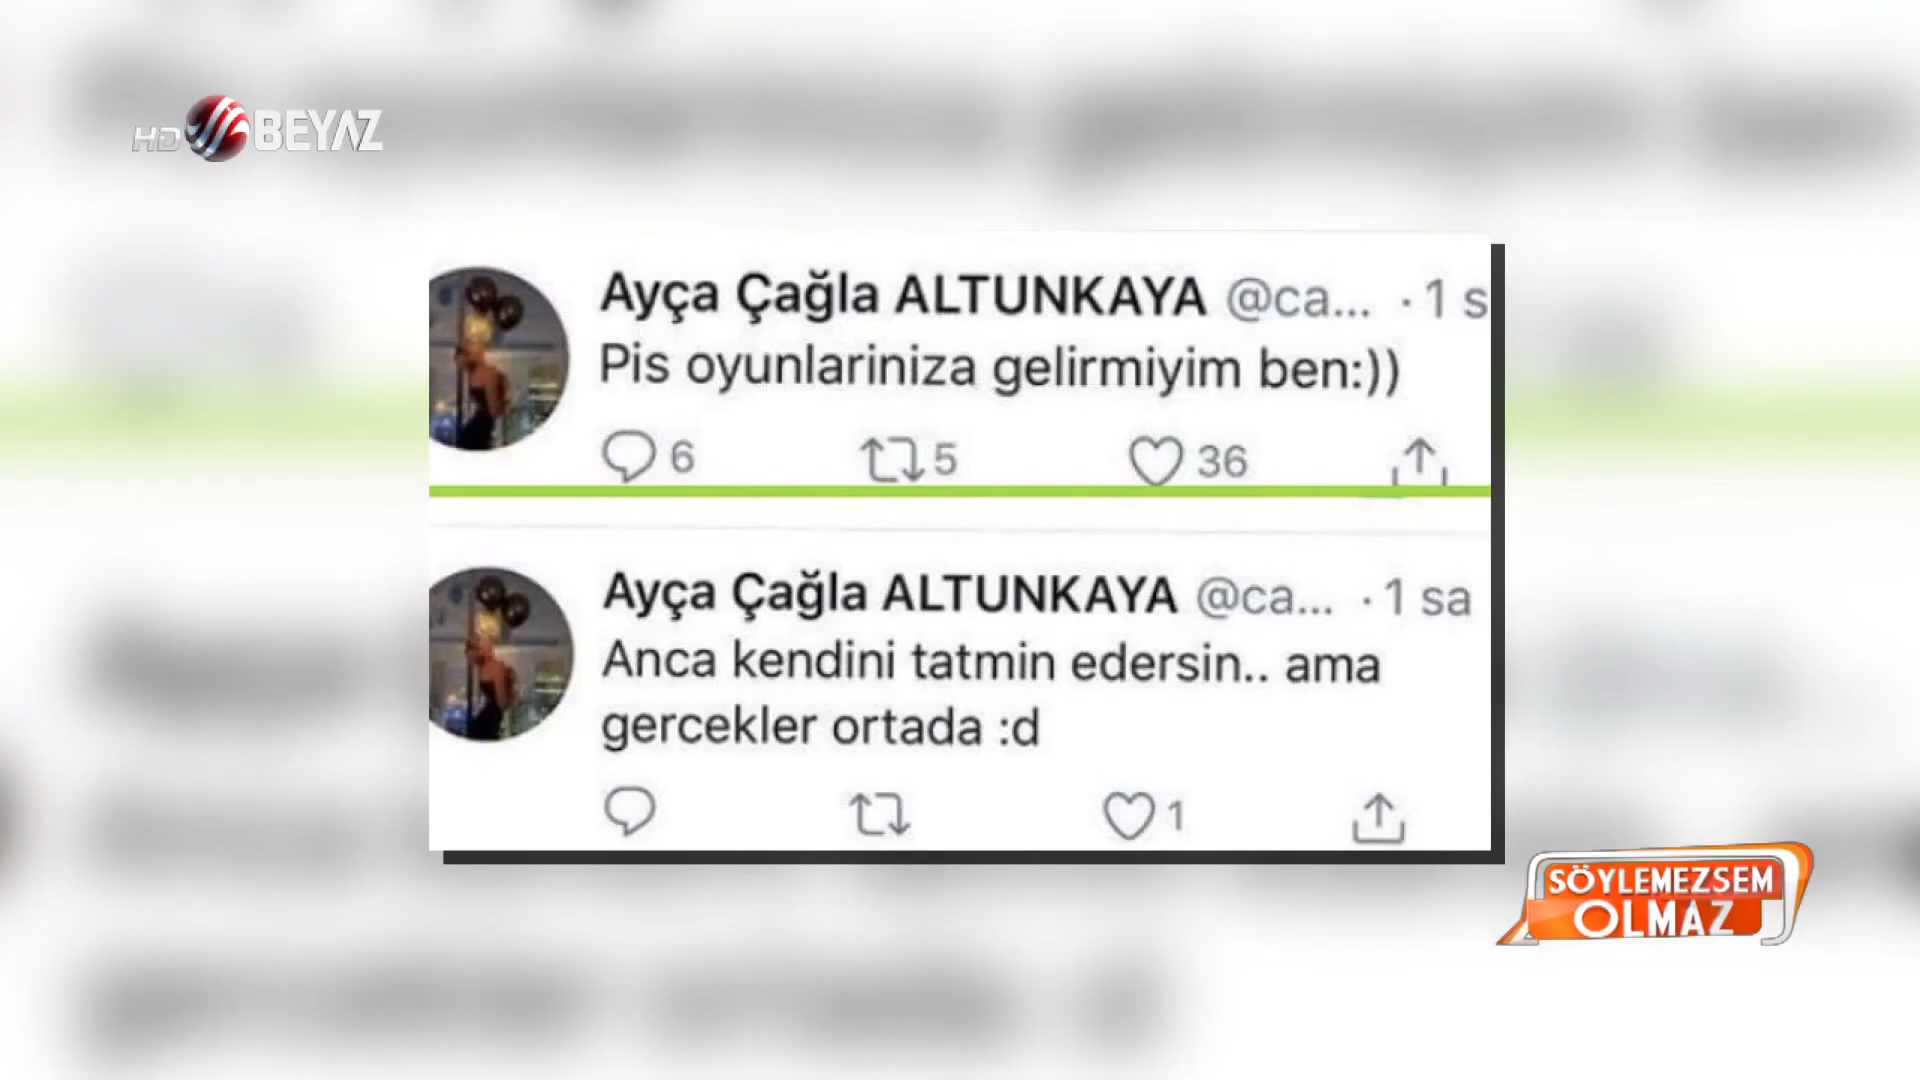 HD BEYAZ
Ayça Çağla ALTUNKAYA @ca... · 1 s
Pis oyunlariniza gelirmiyim ben:))
6 5 36
Ayça Çağla ALTUNKAYA @ca... · 1 sa
Anca kendini tatmin edersin.. ama
gercekler ortada :d
1
SÖYLEMEZSEM
OLMAZ